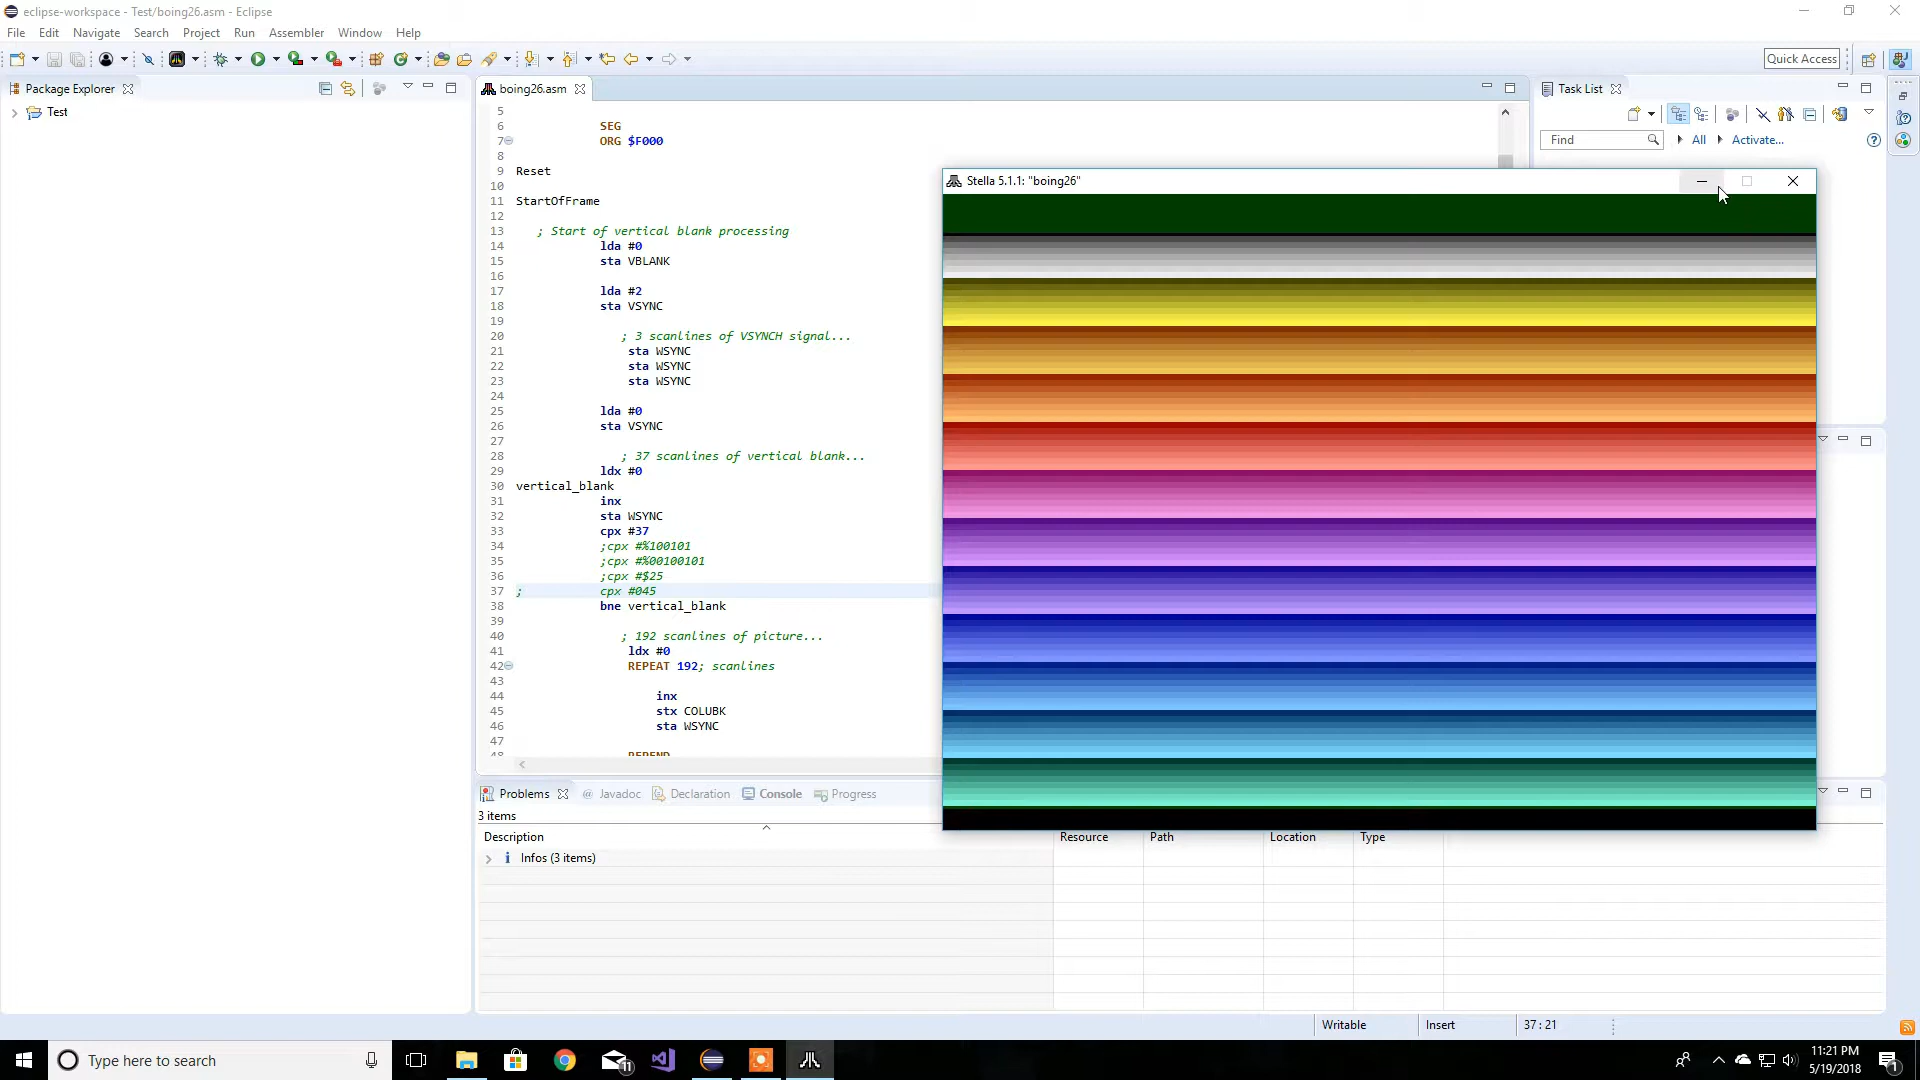 eclipse-workspace - Test/boing26.asm - Eclipse
File Edit Navigate Search Project Run Assembler Window Help
Quick Access
Package Explorer
Test
boing26.asm
5
6 SEG
7 ORG $F000
8
9 Reset
10
11 StartOfFrame
12
13 ; Start of vertical blank processing
14 lda #0
15 sta VBLANK
16
17 lda #2
18 sta VSYNC
19
20 ; 3 scanlines of VSYNCH signal...
21 sta WSYNC
22 sta WSYNC
23 sta WSYNC
24
25 lda #0
26 sta VSYNC
27
28 ; 37 scanlines of vertical blank...
29 ldx #0
30 vertical_blank
31 inx
32 sta WSYNC
33 cpx #37
34 ;cpx #%100101
35 ;cpx #%00100101
36 ;cpx #$25
37 ; cpx #045
38 bne vertical_blank
39
40 ; 192 scanlines of picture...
41 ldx #0
42 REPEAT 192; scanlines
43
44 inx
45 stx COLUBK
46 sta WSYNC
47
48 REPEND
Task List
Find All Activate...
Stella 5.1.1: "boing26"
Problems Javadoc Declaration Console Progress
3 items
Description Resource Path Location Type
Infos (3 items)
Writable Insert 37 : 21
Type here to search
11
11:21 PM
5/19/2018
1